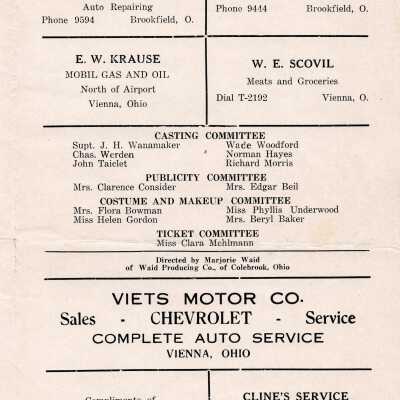 Auto Repairing
Phone 9594 Brookfield, O.
Phone 9444 Brookfield, O.
E. W. KRAUSE
MOBIL GAS AND OIL
North of Airport
Vienna, Ohio
W. E. SCOVIL
Meats and Groceries
Dial T-2192 Vienna, O.
CASTING COMMITTEE
Supt. J. H. Wanamaker Wade Woodford
Chas. Werden Norman Hayes
John Taiclet Richard Morris
PUBLICITY COMMITTEE
Mrs. Clarence Consider Mrs. Edgar Beil
COSTUME AND MAKEUP COMMITTEE
Mrs. Flora Bowman Miss Phyllis Underwood
Miss Helen Gordon Mrs. Beryl Baker
TICKET COMMITTEE
Miss Clara Mehlmann
Directed by Marjorie Waid
of Waid Producing Co., of Colebrook, Ohio
VIETS MOTOR CO.
Sales - CHEVROLET - Service
COMPLETE AUTO SERVICE
VIENNA, OHIO
Compliments of
CLINE'S SERVICE